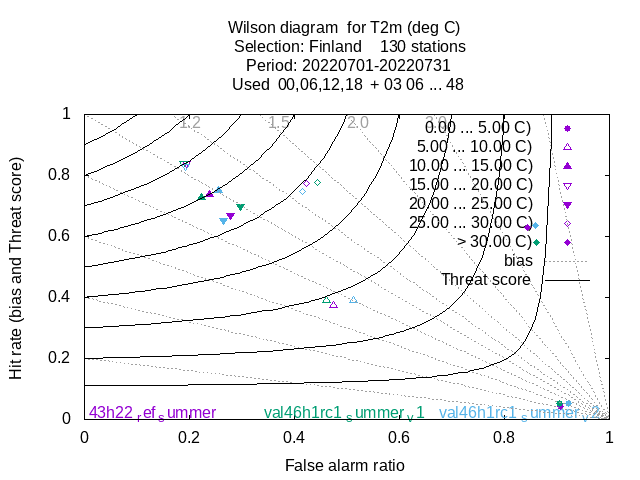 Wilson diagram  for T2m (deg C)
Selection: Finland    130 stations
Period: 20220701-20220731
Used  00,06,12,18  + 03 06 ... 48
Hit rate (bias and Threat score)
1
0.8
0.6
0.4
0.2
0
1.2
1.5
2.0
3.0
0.00 ... 5.00 C)
5.00 ... 10.00 C)
10.00 ... 15.00 C)
15.00 ... 20.00 C)
20.00 ... 25.00 C)
25.00 ... 30.00 C)
> 30.00 C)
bias
Threat score
43h22_ref_summer
val46h1rc1_summer_v1
val46h1rc1_summer_v2
0
0.2
0.4
0.6
0.8
1
False alarm ratio